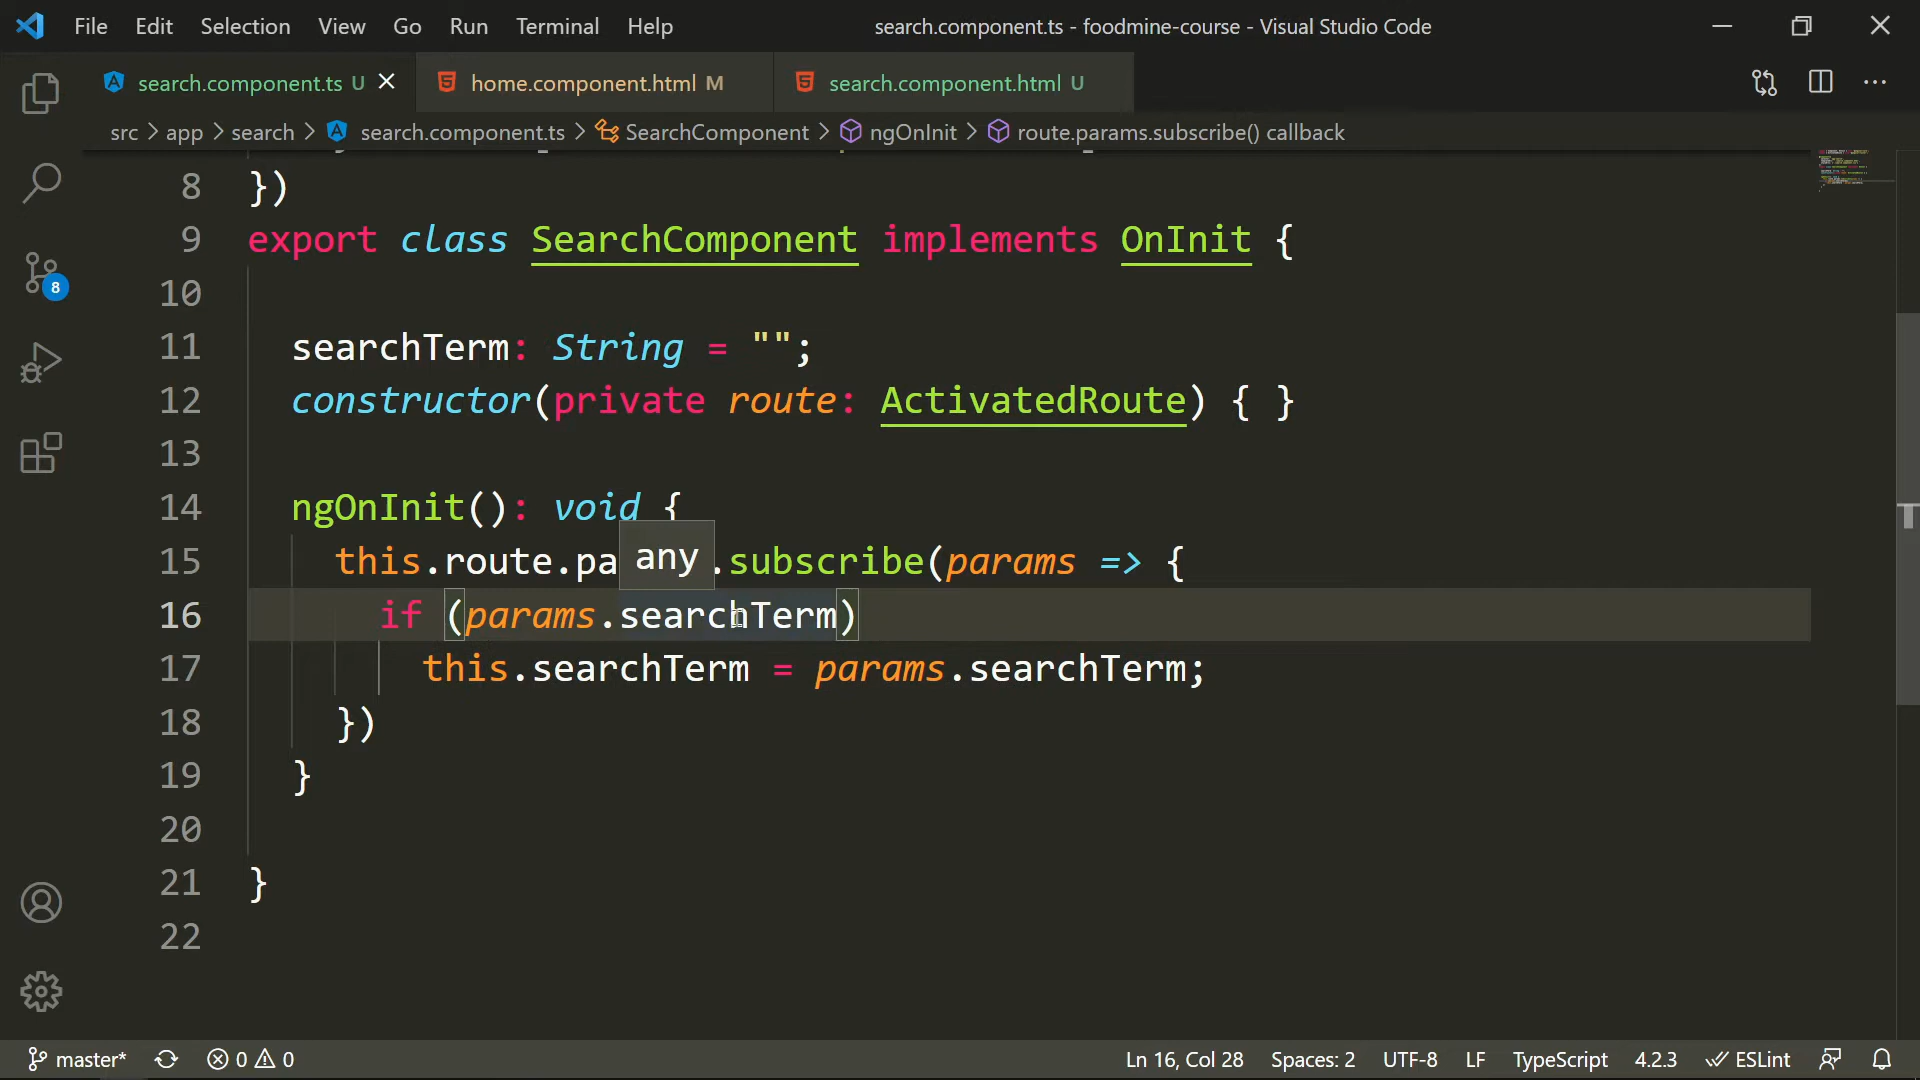 File Edit Selection View Go Run Terminal Help search.component.ts - foodmine-course - Visual Studio Code
search.component.ts U home.component.html M search.component.html U
src > app > search > search.component.ts > SearchComponent > ngOnInit > route.params.subscribe() callback
8 })
9 export class SearchComponent implements OnInit {
10
11 searchTerm: String = "";
12 constructor(private route: ActivatedRoute) { }
13
14 ngOnInit(): void {
15 this.route.pa any .subscribe(params => {
16 if (params.searchTerm)
17 this.searchTerm = params.searchTerm;
18 })
19 }
20
21 }
22
8
master* 0 0 Ln 16, Col 28 Spaces: 2 UTF-8 LF TypeScript 4.2.3 ESLint